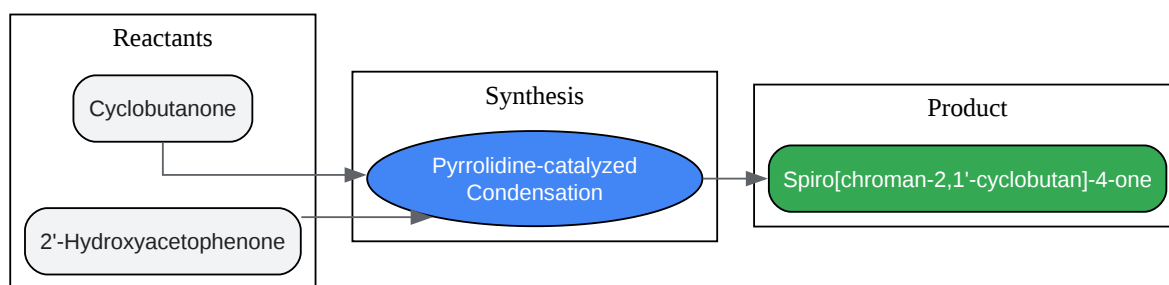 Reactants
Cyclobutanone
2'-Hydroxyacetophenone
Synthesis
Pyrrolidine-catalyzed
Condensation
Product
Spiro[chroman-2,1'-cyclobutan]-4-one